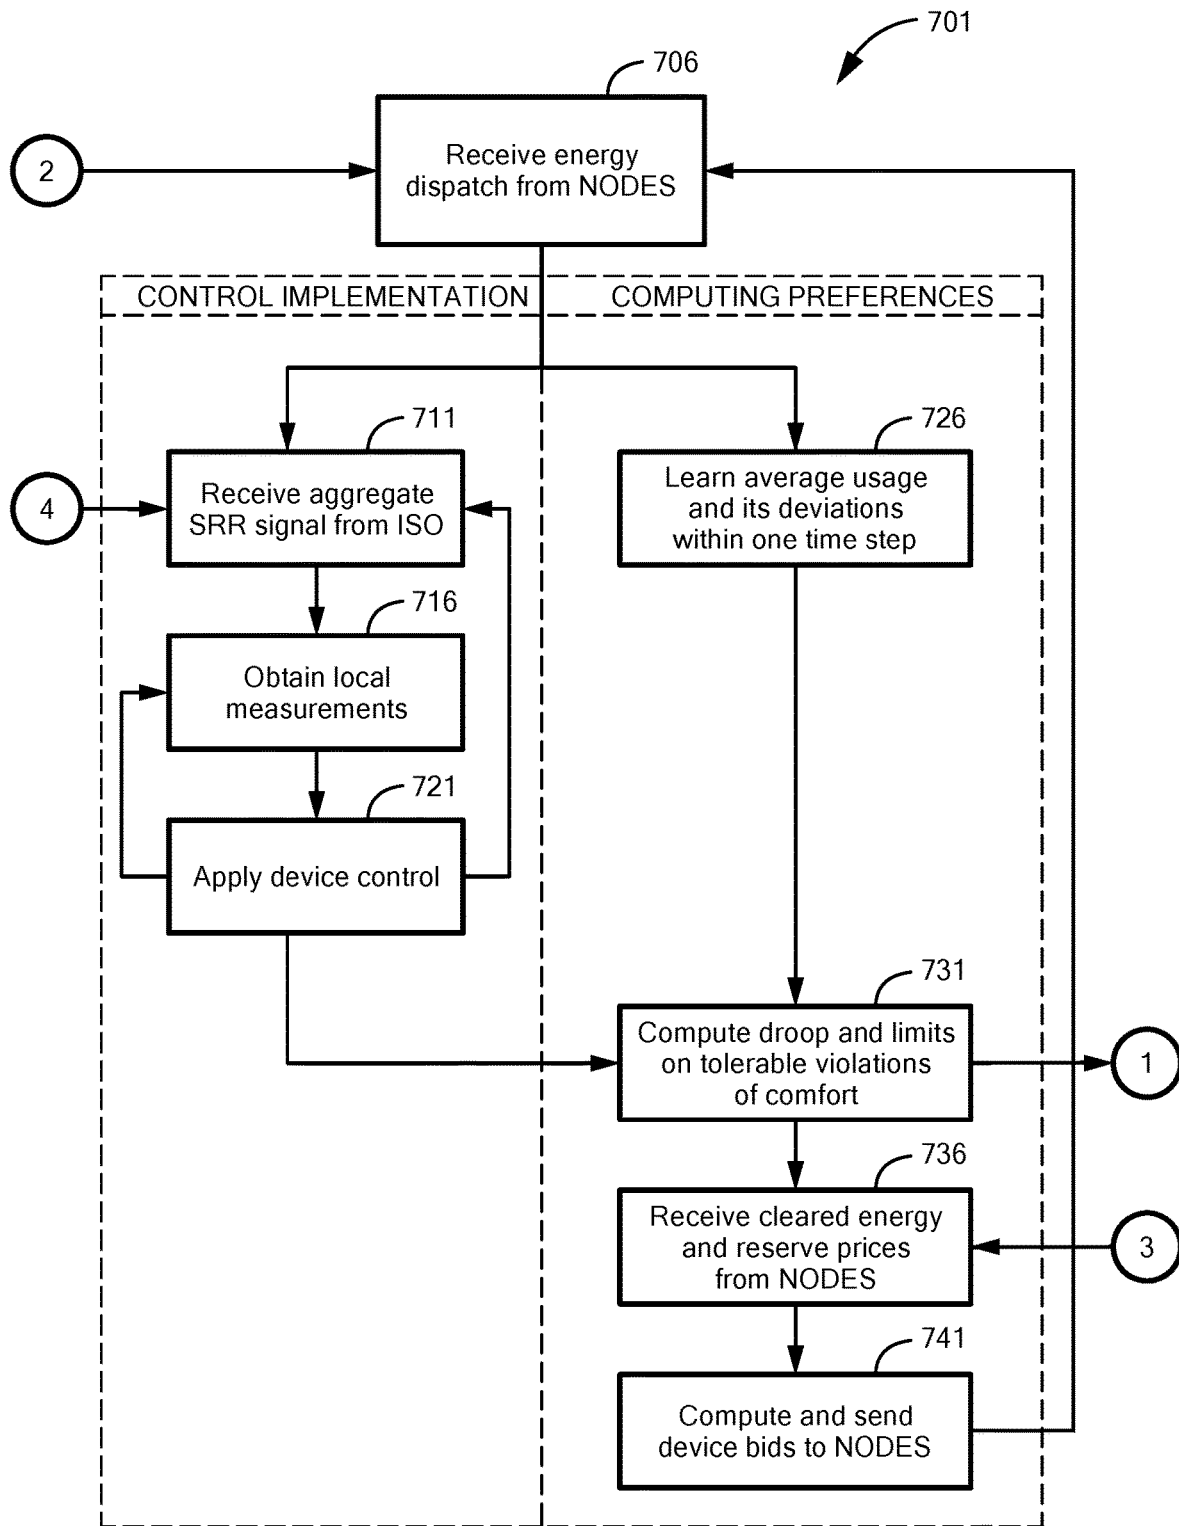 701
706
Receive energy
dispatch from NODES
2
CONTROL IMPLEMENTATION
COMPUTING PREFERENCES
711
Receive aggregate
SRR signal from ISO
4
726
Learn average usage
and its deviations
within one time step
716
Obtain local
measurements
721
Apply device control
731
Compute droop and limits
on tolerable violations
of comfort
1
736
Receive cleared energy
and reserve prices
from NODES
3
741
Compute and send
device bids to NODES